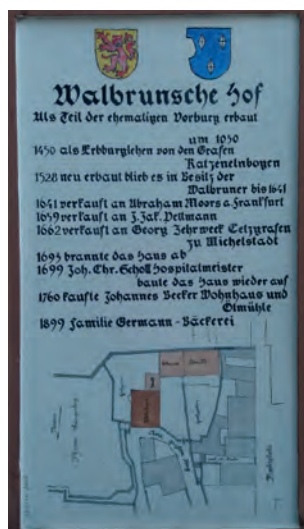 Walbrunsche Hof
Als Teil der ehemaligen Vorburg erbaut
um 1050
1450 als Erbburglehen von den Grafen
Katzenelnbogen
1528 neu erbaut blieb es in Besitz der
Walbruner bis 1641
1641 verkauft an Abraham Moors a. Frankfurt
1659 verkauft an J. Jak. Pettmann
1662 verkauft an Georg Zehrweck Centgrafen
zu Michelstadt
1693 brannte das Haus ab
1699 Joh. Chr. Scholl Hospitalmeister
baute das Haus wieder auf
1760 kaufte Johannes Becker Wohnhaus und
Ölmühle
1899 Familie Germann - Bäckerei